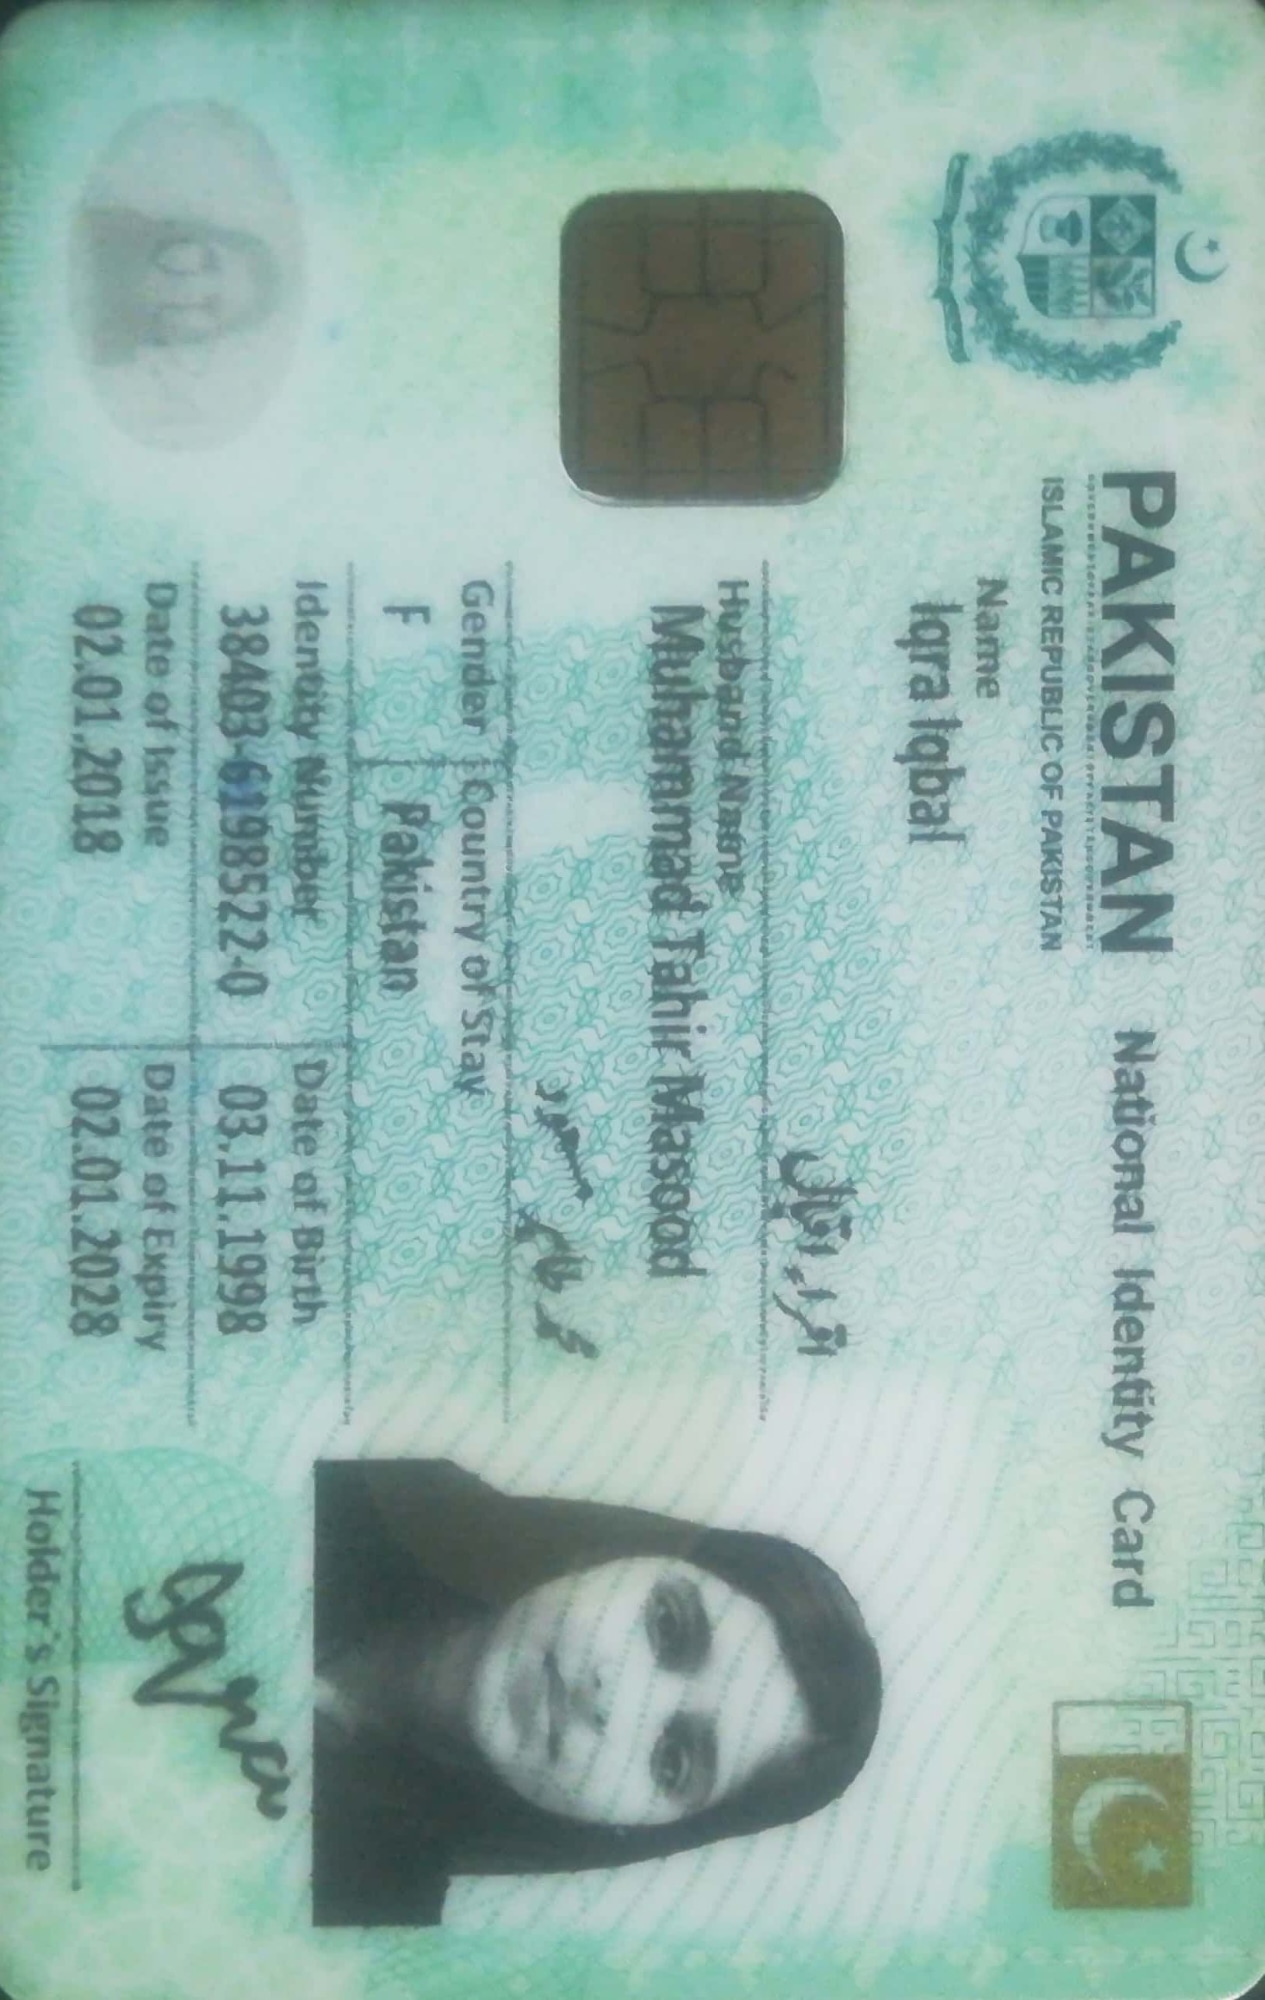 PAKISTAN National Identity Card
ISLAMIC REPUBLIC OF PAKISTAN
Name
Iqra Iqbal
اقراء اقبال
Husband Name
Muhammad Tahir Masood
محمد طاہر مسعود
Gender Country of Stay
F Pakistan
Identity Number Date of Birth
38403-6198522-0 03.11.1998
Date of Issue Date of Expiry
02.01.2018 02.01.2028
Holder's Signature